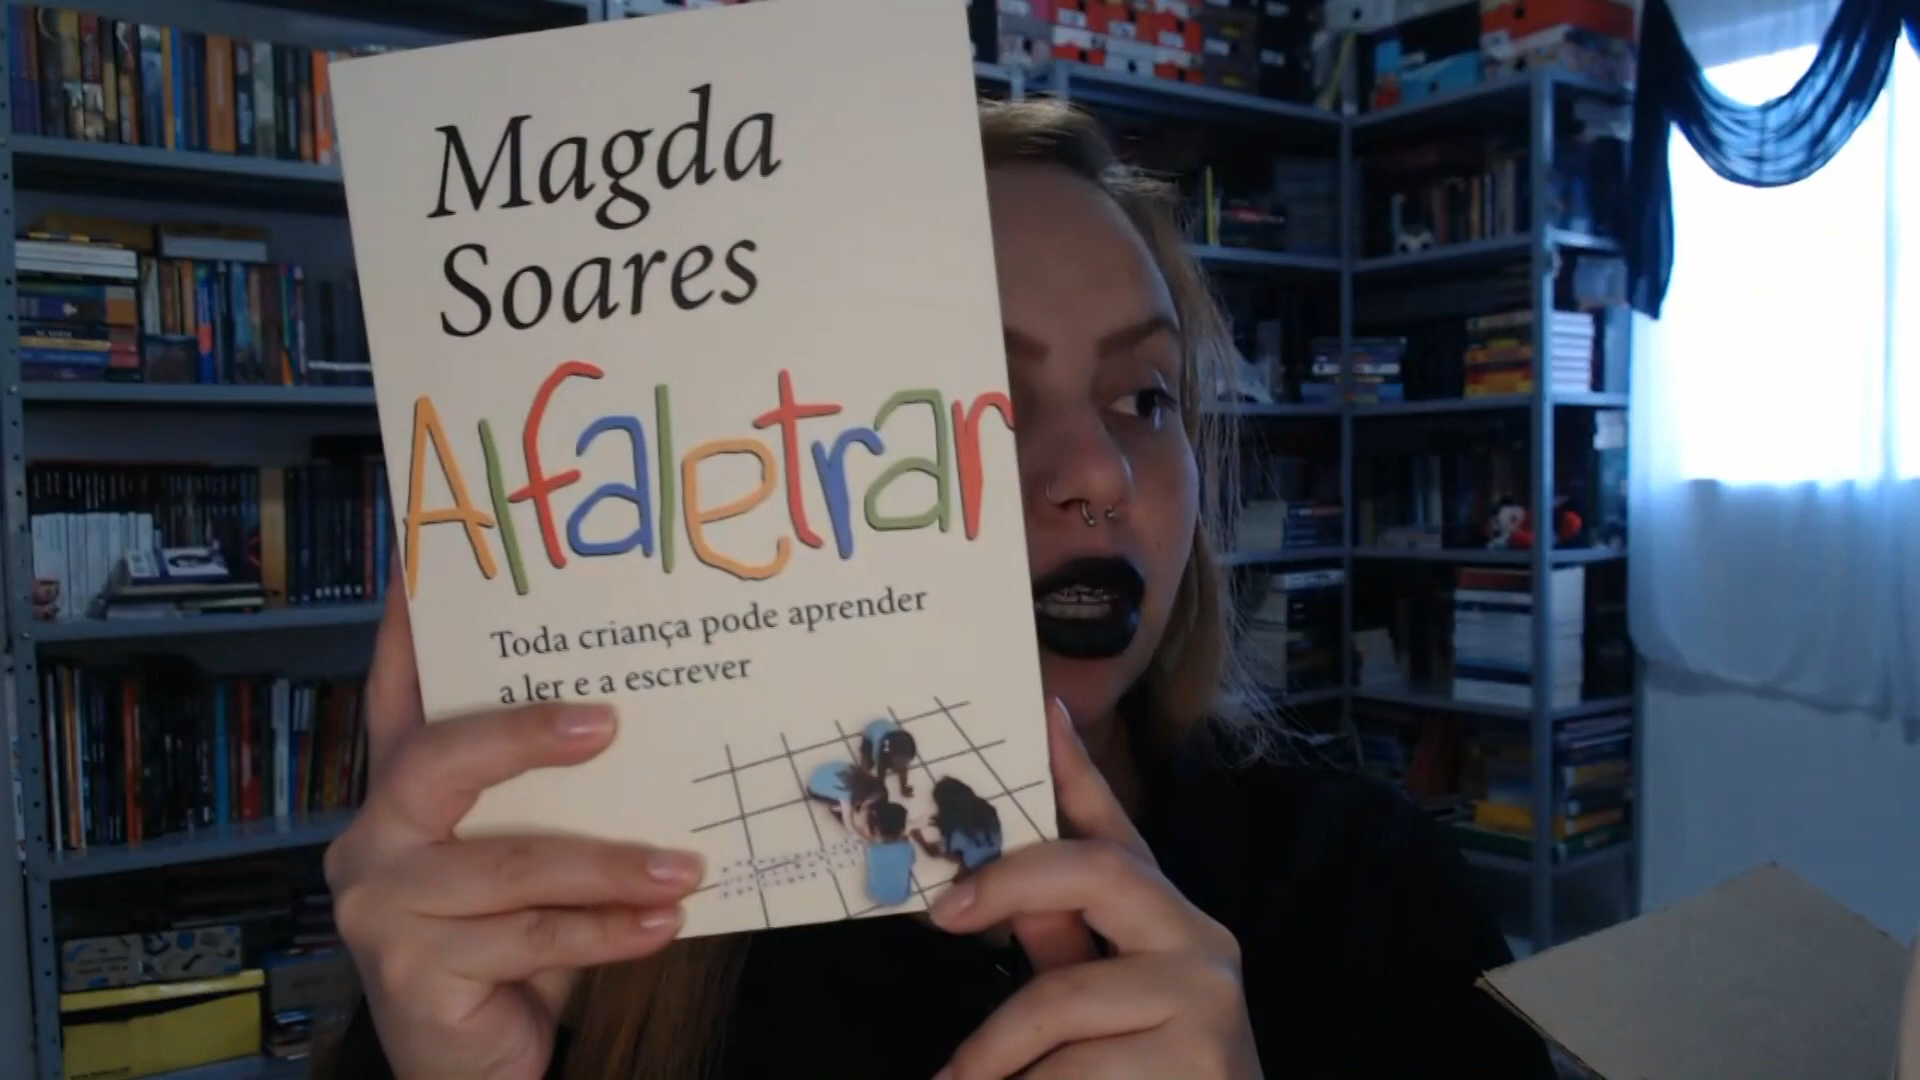 Magda
Soares
Alfaletrar
Toda criança pode aprender
a ler e a escrever